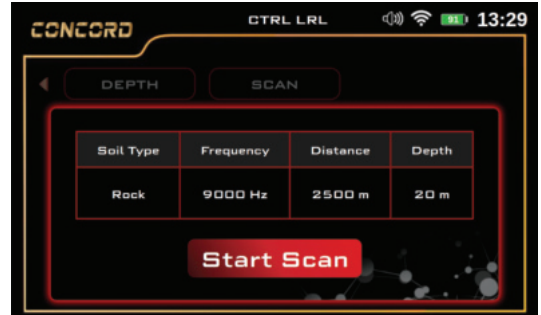 CONCORD CTRL LRL 91 13:29
DEPTH SCAN
Soil Type Frequency Distance Depth
Rock 9000 Hz 2500 m 20 m
Start Scan